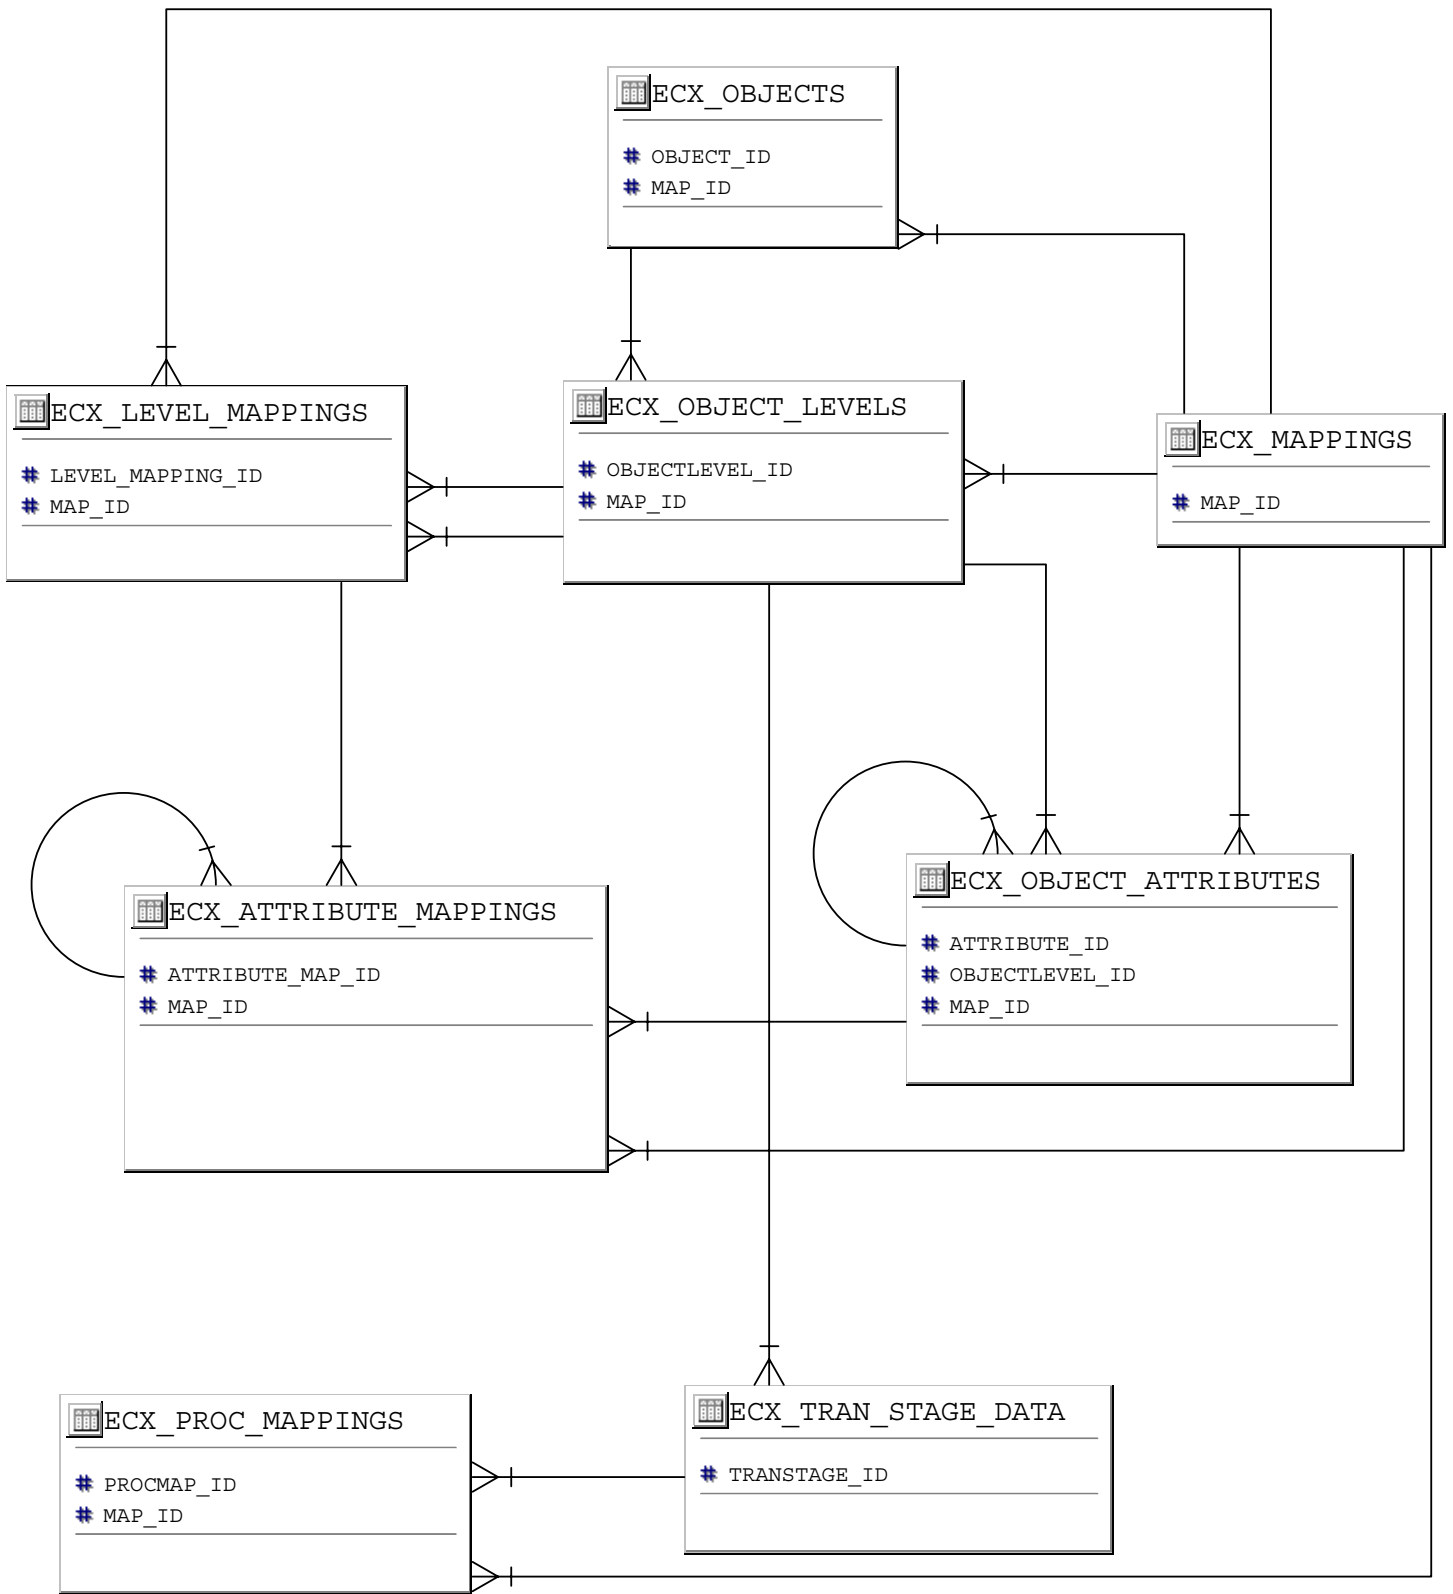 ECX_OBJECTS
# OBJECT_ID
# MAP_ID
ECX_LEVEL_MAPPINGS
# LEVEL_MAPPING_ID
# MAP_ID
ECX_OBJECT_LEVELS
# OBJECTLEVEL_ID
# MAP_ID
ECX_MAPPINGS
# MAP_ID
ECX_ATTRIBUTE_MAPPINGS
# ATTRIBUTE_MAP_ID
# MAP_ID
ECX_OBJECT_ATTRIBUTES
# ATTRIBUTE_ID
# OBJECTLEVEL_ID
# MAP_ID
ECX_PROC_MAPPINGS
# PROCMAP_ID
# MAP_ID
ECX_TRAN_STAGE_DATA
# TRANSTAGE_ID